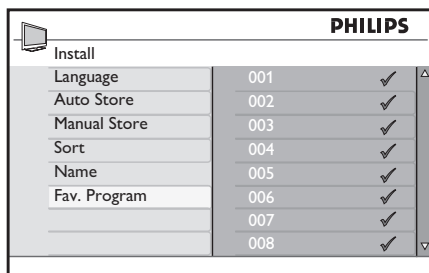 PHILIPS
Install
Language 001 ✓
Auto Store 002 ✓
Manual Store 003 ✓
Sort 004 ✓
Name 005 ✓
Fav. Program 006 ✓
007 ✓
008 ✓